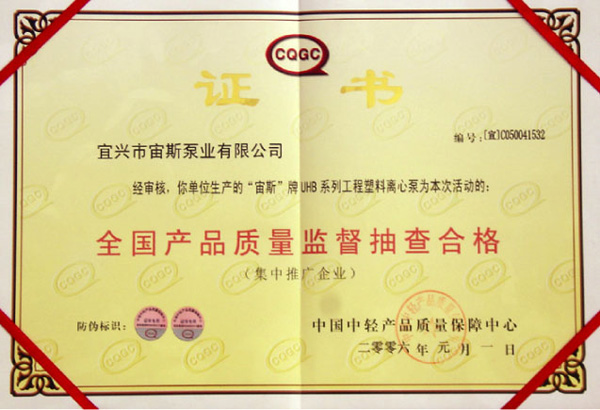 CQGC
证书
编号：[宜]C050041532
宜兴市宙斯泵业有限公司
经审核，你单位生产的“宙斯”牌UHB系列工程塑料离心泵为本次活动的：
全国产品质量监督抽查合格
（集中推广企业）
防伪标识：
中国中轻产品质量保障中心
二零零六年元月一日